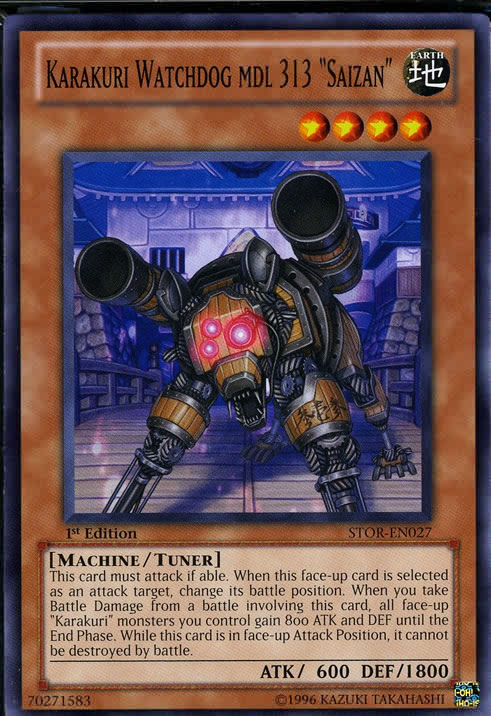 KARAKURI WATCHDOG MDL 313 "SAIZAN"
EARTH
地
参壱参
1st Edition
STOR-EN027
[MACHINE/TUNER]
This card must attack if able. When this face-up card is selected
as an attack target, change its battle position. When you take
Battle Damage from a battle involving this card, all face-up
"Karakuri" monsters you control gain 800 ATK and DEF until the
End Phase. While this card is in face-up Attack Position, it cannot
be destroyed by battle.
ATK/ 600 DEF/1800
70271583
©1996 KAZUKI TAKAHASHI